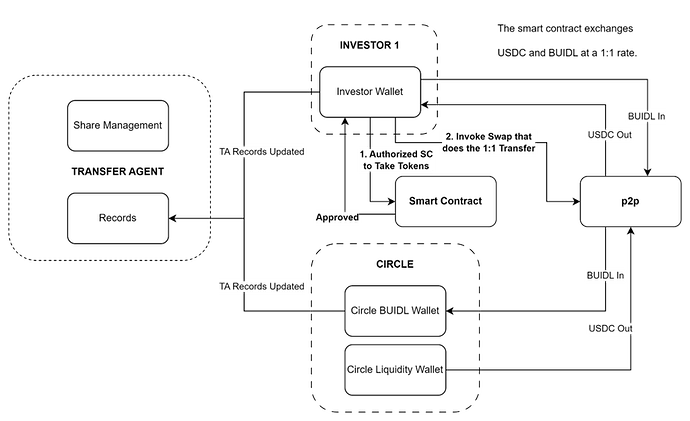 The smart contract exchanges
USDC and BUIDL at a 1:1 rate.
INVESTOR 1
Investor Wallet
Share Management
TRANSFER AGENT
Records
TA Records Updated
1. Authorized SC
to Take Tokens
2. Invoke Swap that
does the 1:1 Transfer
BUIDL In
USDC Out
Approved
Smart Contract
p2p
CIRCLE
TA Records Updated
BUIDL In
Circle BUIDL Wallet
USDC Out
Circle Liquidity Wallet